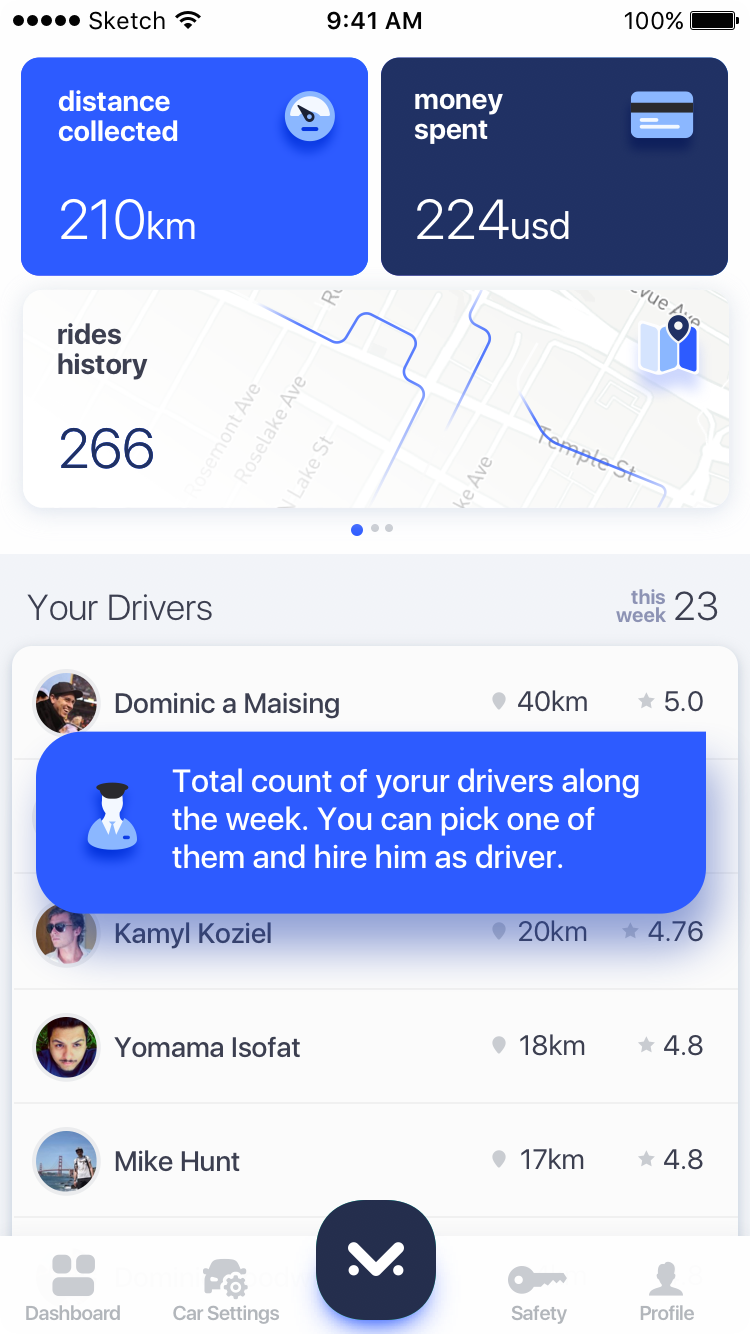 Sketch 9:41 AM 100%
distance
collected
210km
money
spent
224usd
rides
history
266
Roselake Ave
N Lake St
Temple St
ke Ave
osemont Ave
vue Ave
Your Drivers
this
week 23
Dominic a Maising 40km 5.0
Total count of yorur drivers along
the week. You can pick one of
them and hire him as driver.
Kamyl Koziel 20km 4.76
Yomama Isofat 18km 4.8
Mike Hunt 17km 4.8
Dashboard Car Settings Safety Profile